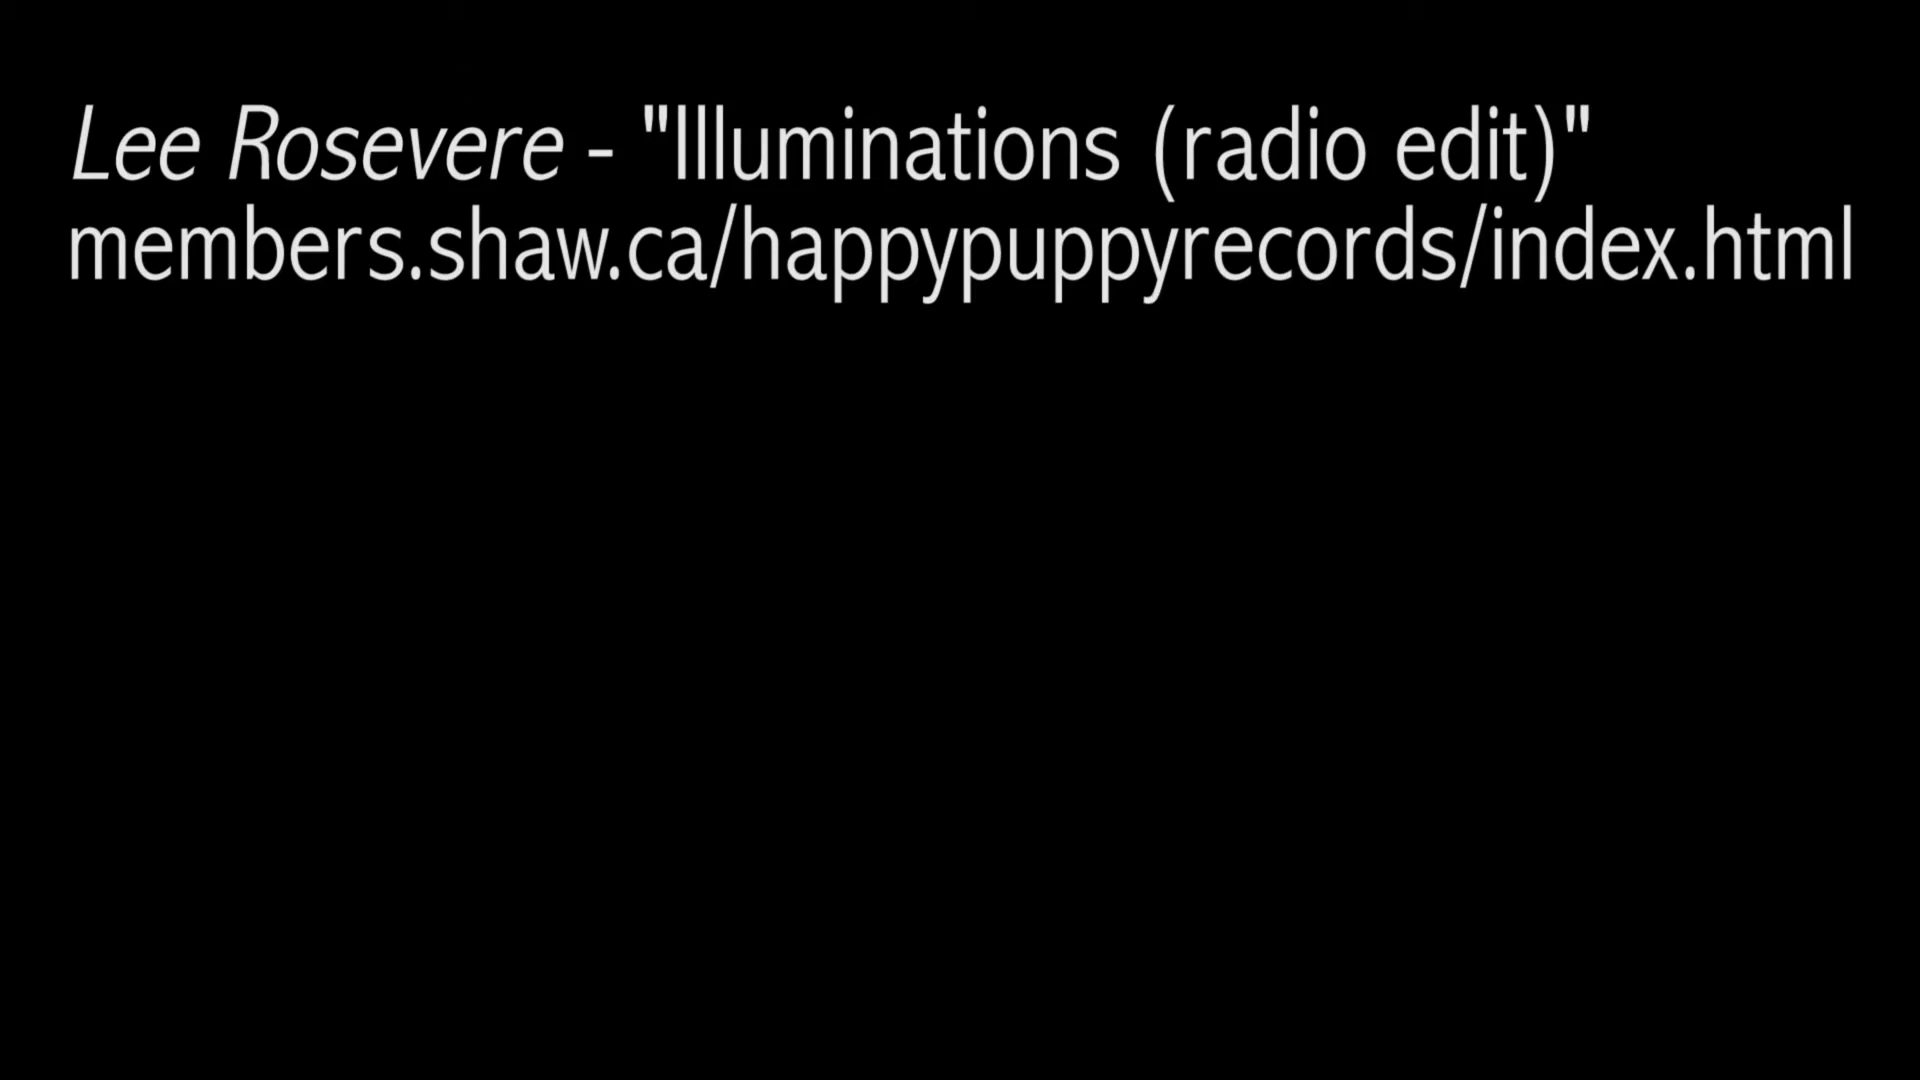 Lee Rosevere - "Illuminations (radio edit)"
members.shaw.ca/happypuppyrecords/index.html